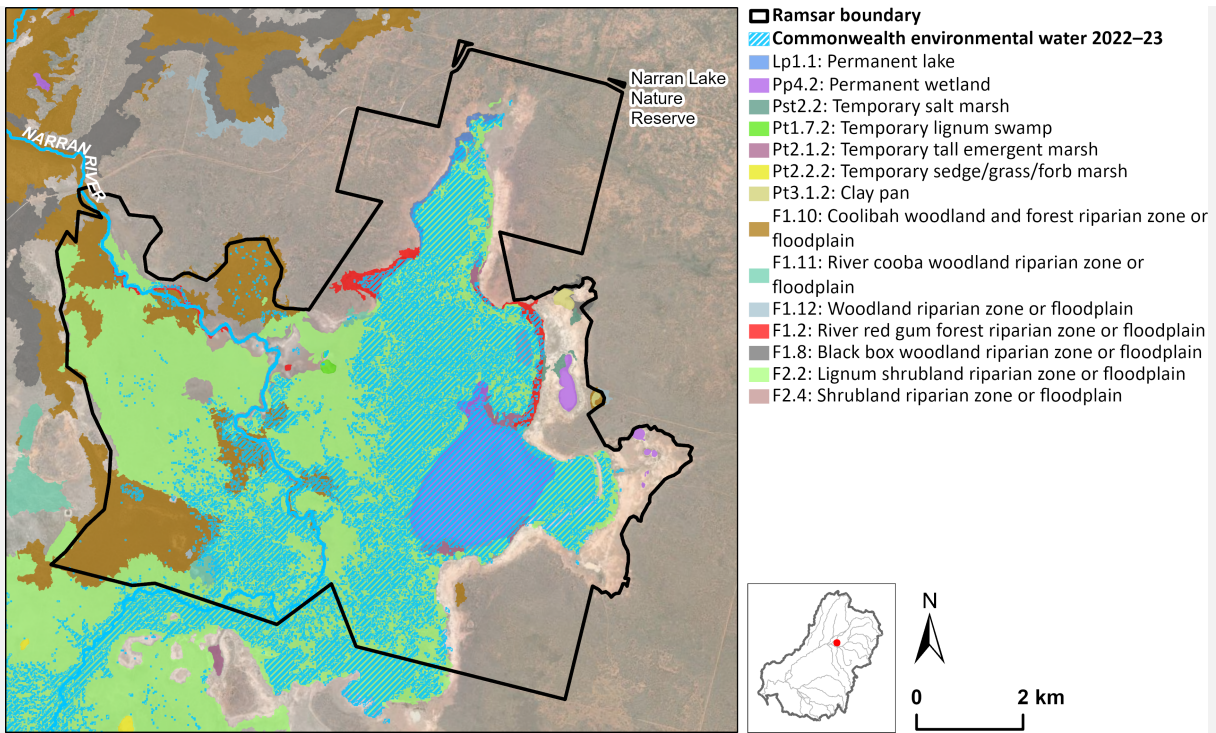 NARRAN RIVER
Narran Lake
Nature
Reserve
Ramsar boundary
Commonwealth environmental water 2022–23
Lp1.1: Permanent lake
Pp4.2: Permanent wetland
Pst2.2: Temporary salt marsh
Pt1.7.2: Temporary lignum swamp
Pt2.1.2: Temporary tall emergent marsh
Pt2.2.2: Temporary sedge/grass/forb marsh
Pt3.1.2: Clay pan
F1.10: Coolibah woodland and forest riparian zone or
floodplain
F1.11: River cooba woodland riparian zone or
floodplain
F1.12: Woodland riparian zone or floodplain
F1.2: River red gum forest riparian zone or floodplain
F1.8: Black box woodland riparian zone or floodplain
F2.2: Lignum shrubland riparian zone or floodplain
F2.4: Shrubland riparian zone or floodplain
N
0 2 km